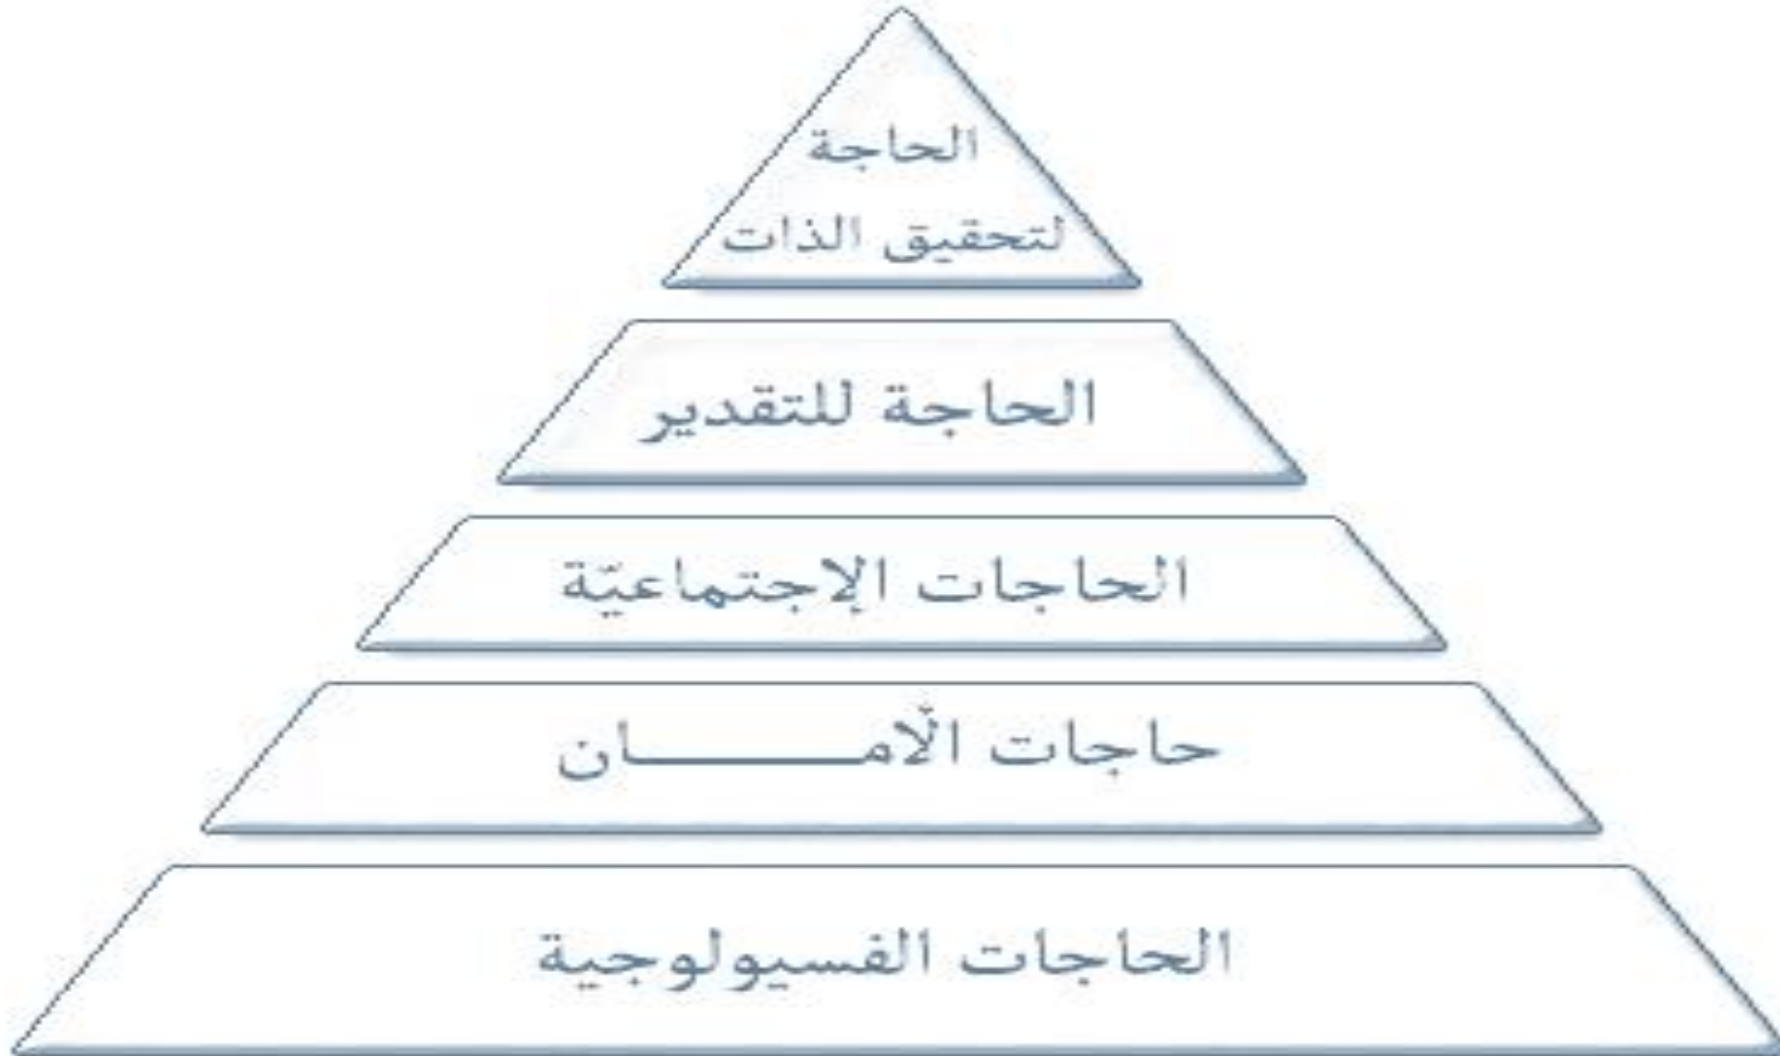 الحاجة
لتحقيق الذات
الحاجة للتقدير
الحاجات الإجتماعيّة
حاجات الأمـــــــان
الحاجات الفسيولوجية